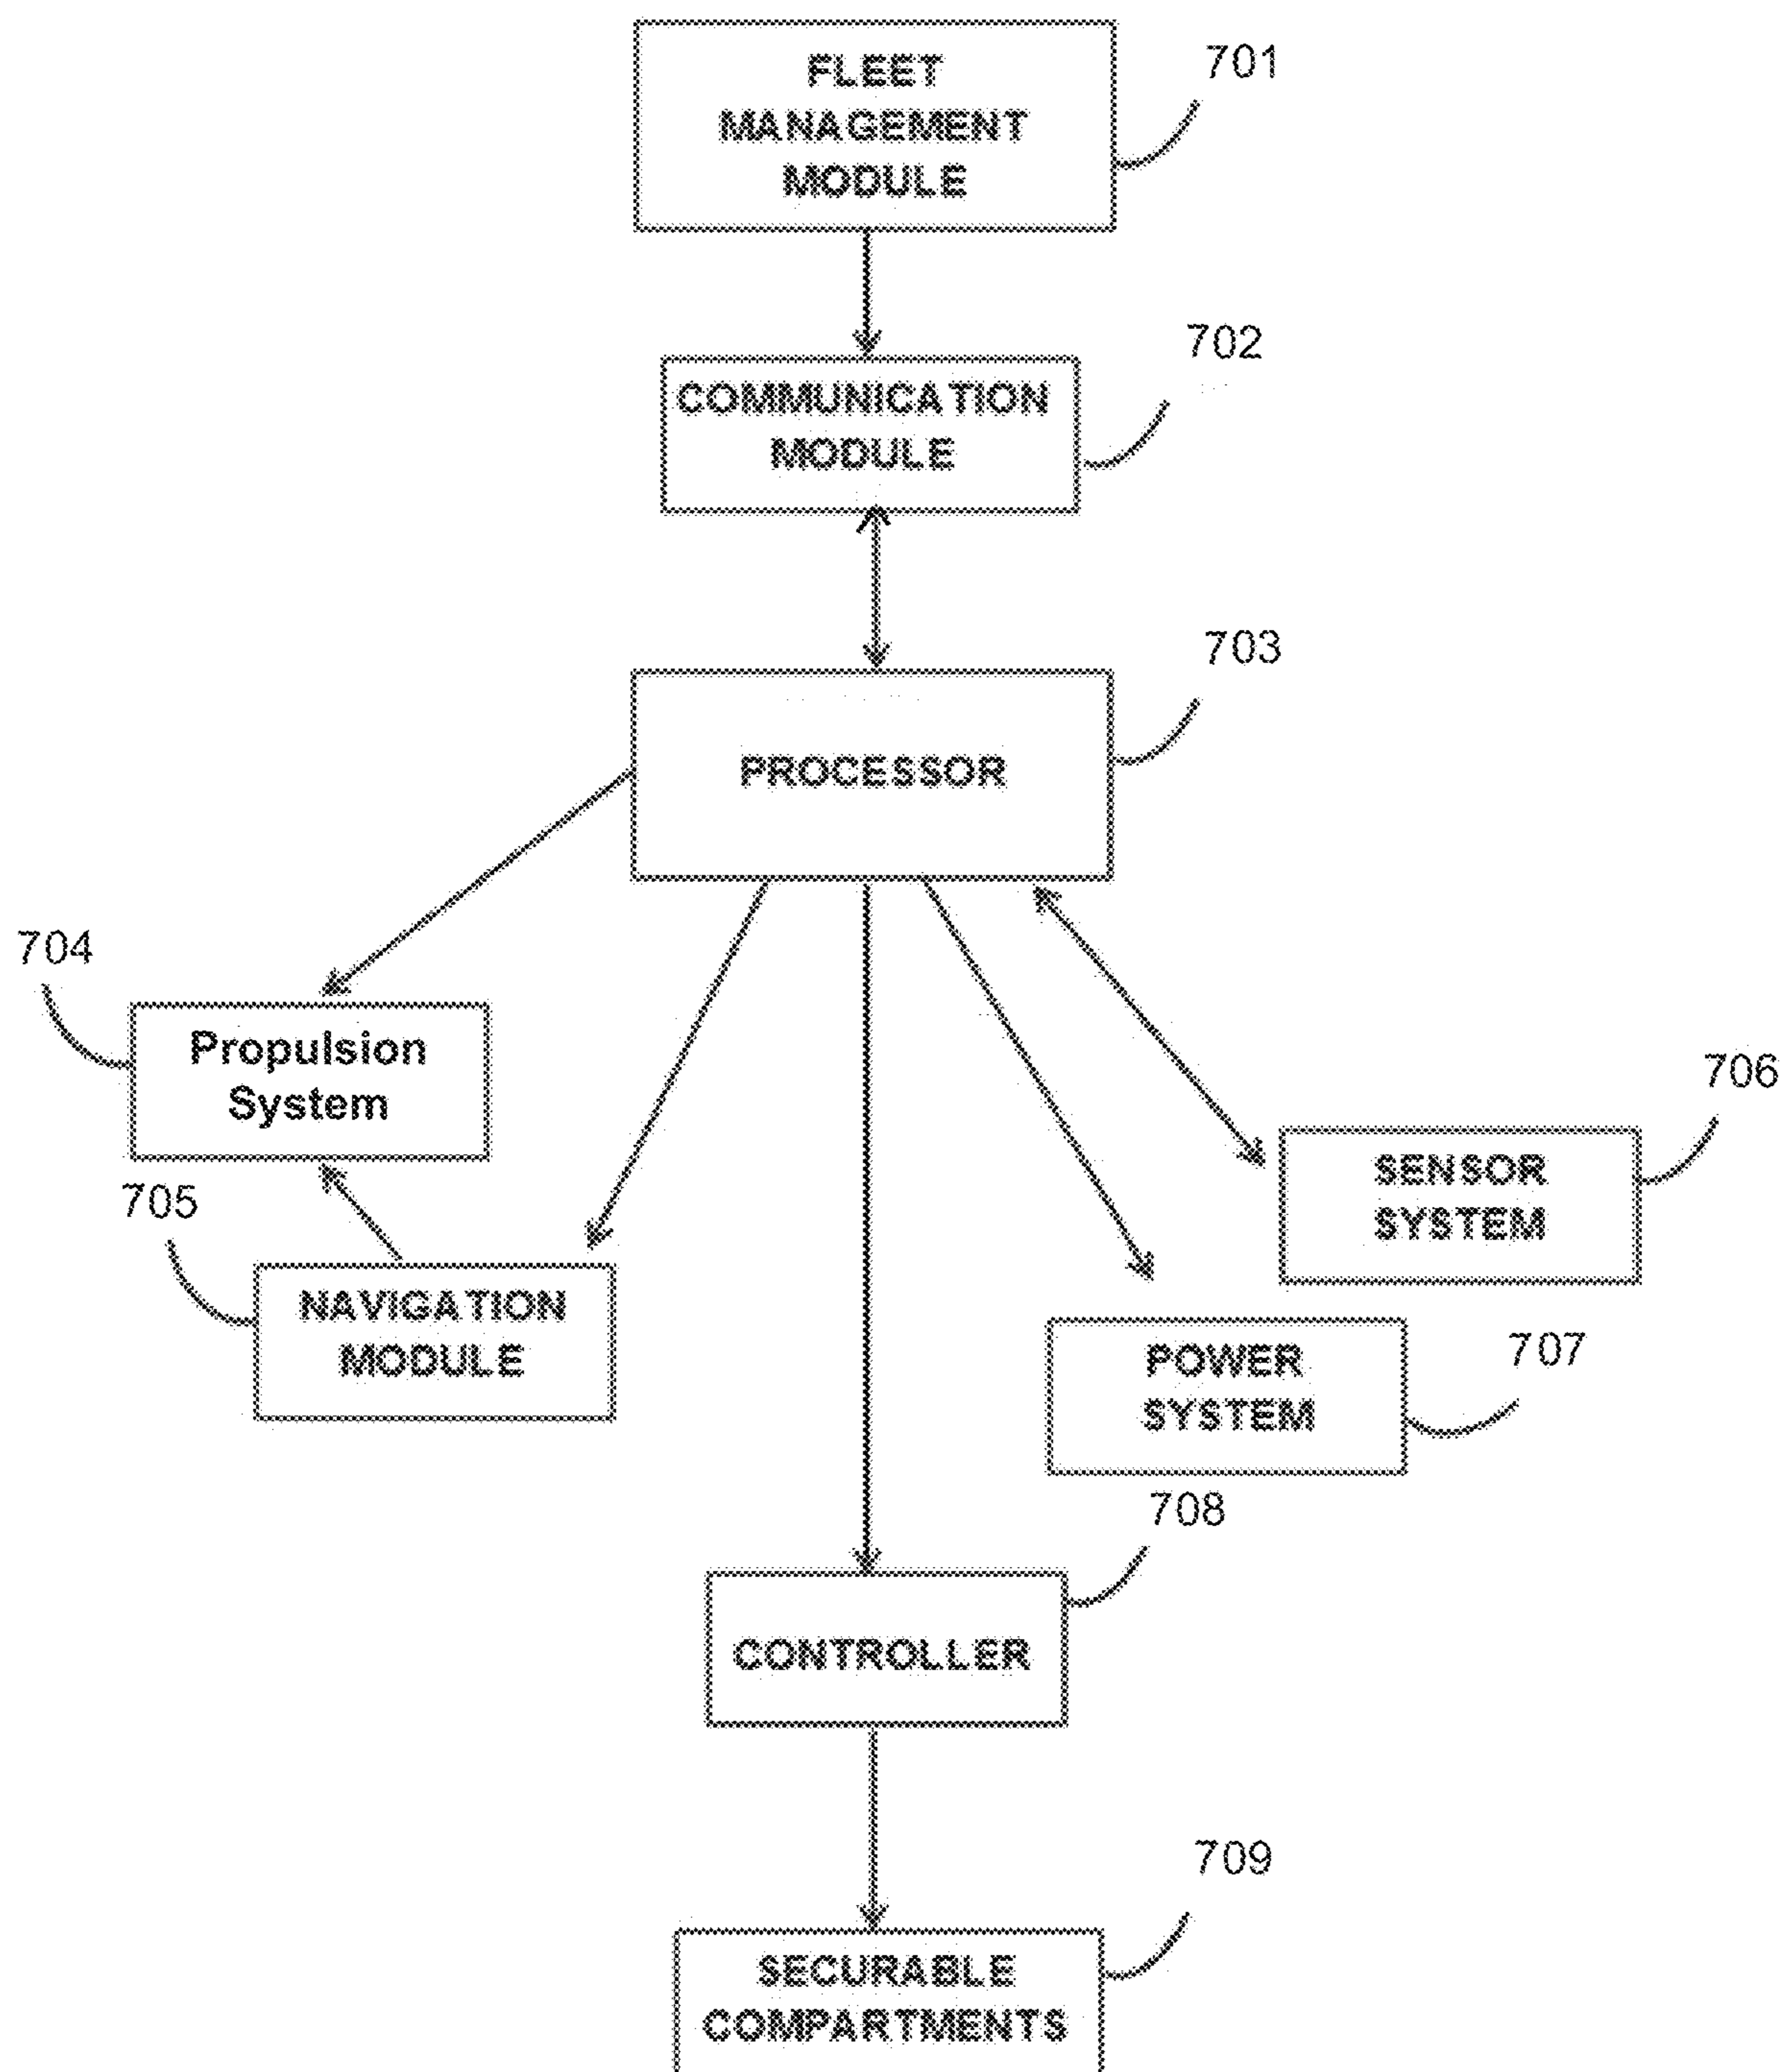 FLEET
MANAGEMENT
MODULE
701
COMMUNICATION
MODULE
702
PROCESSOR
703
704
Propulsion
System
705
NAVIGATION
MODULE
706
SENSOR
SYSTEM
POWER
SYSTEM
707
708
CONTROLLER
709
SECURABLE
COMPARTMENTS